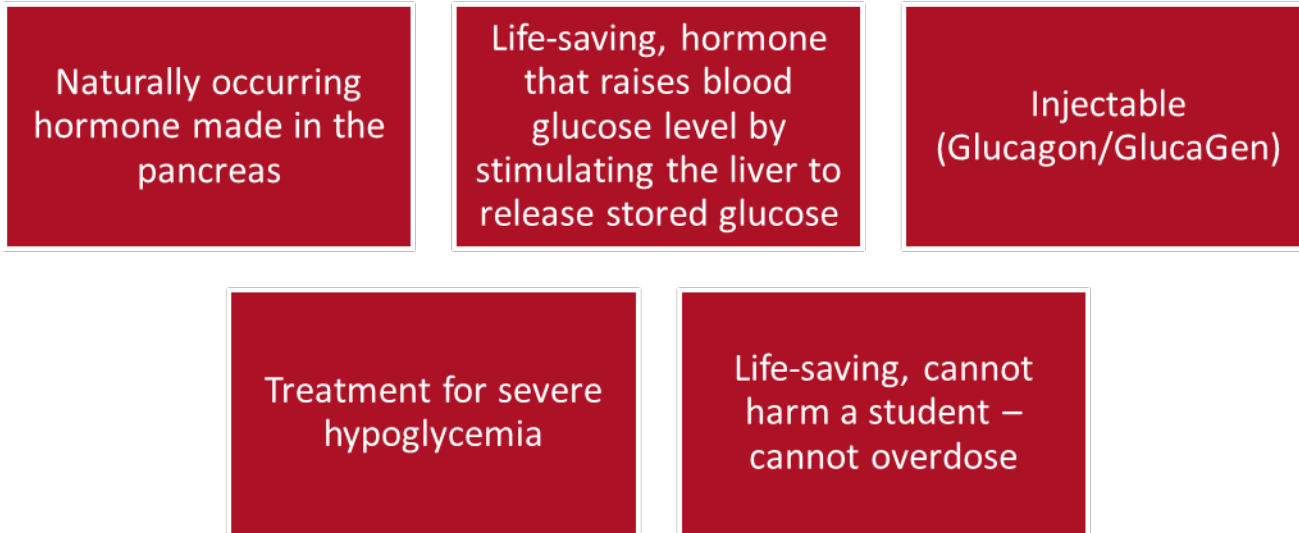 Naturally occurring
hormone made in the
pancreas
Life-saving, hormone
that raises blood
glucose level by
stimulating the liver to
release stored glucose
Injectable
(Glucagon/GlucaGen)
Treatment for severe
hypoglycemia
Life-saving, cannot
harm a student –
cannot overdose